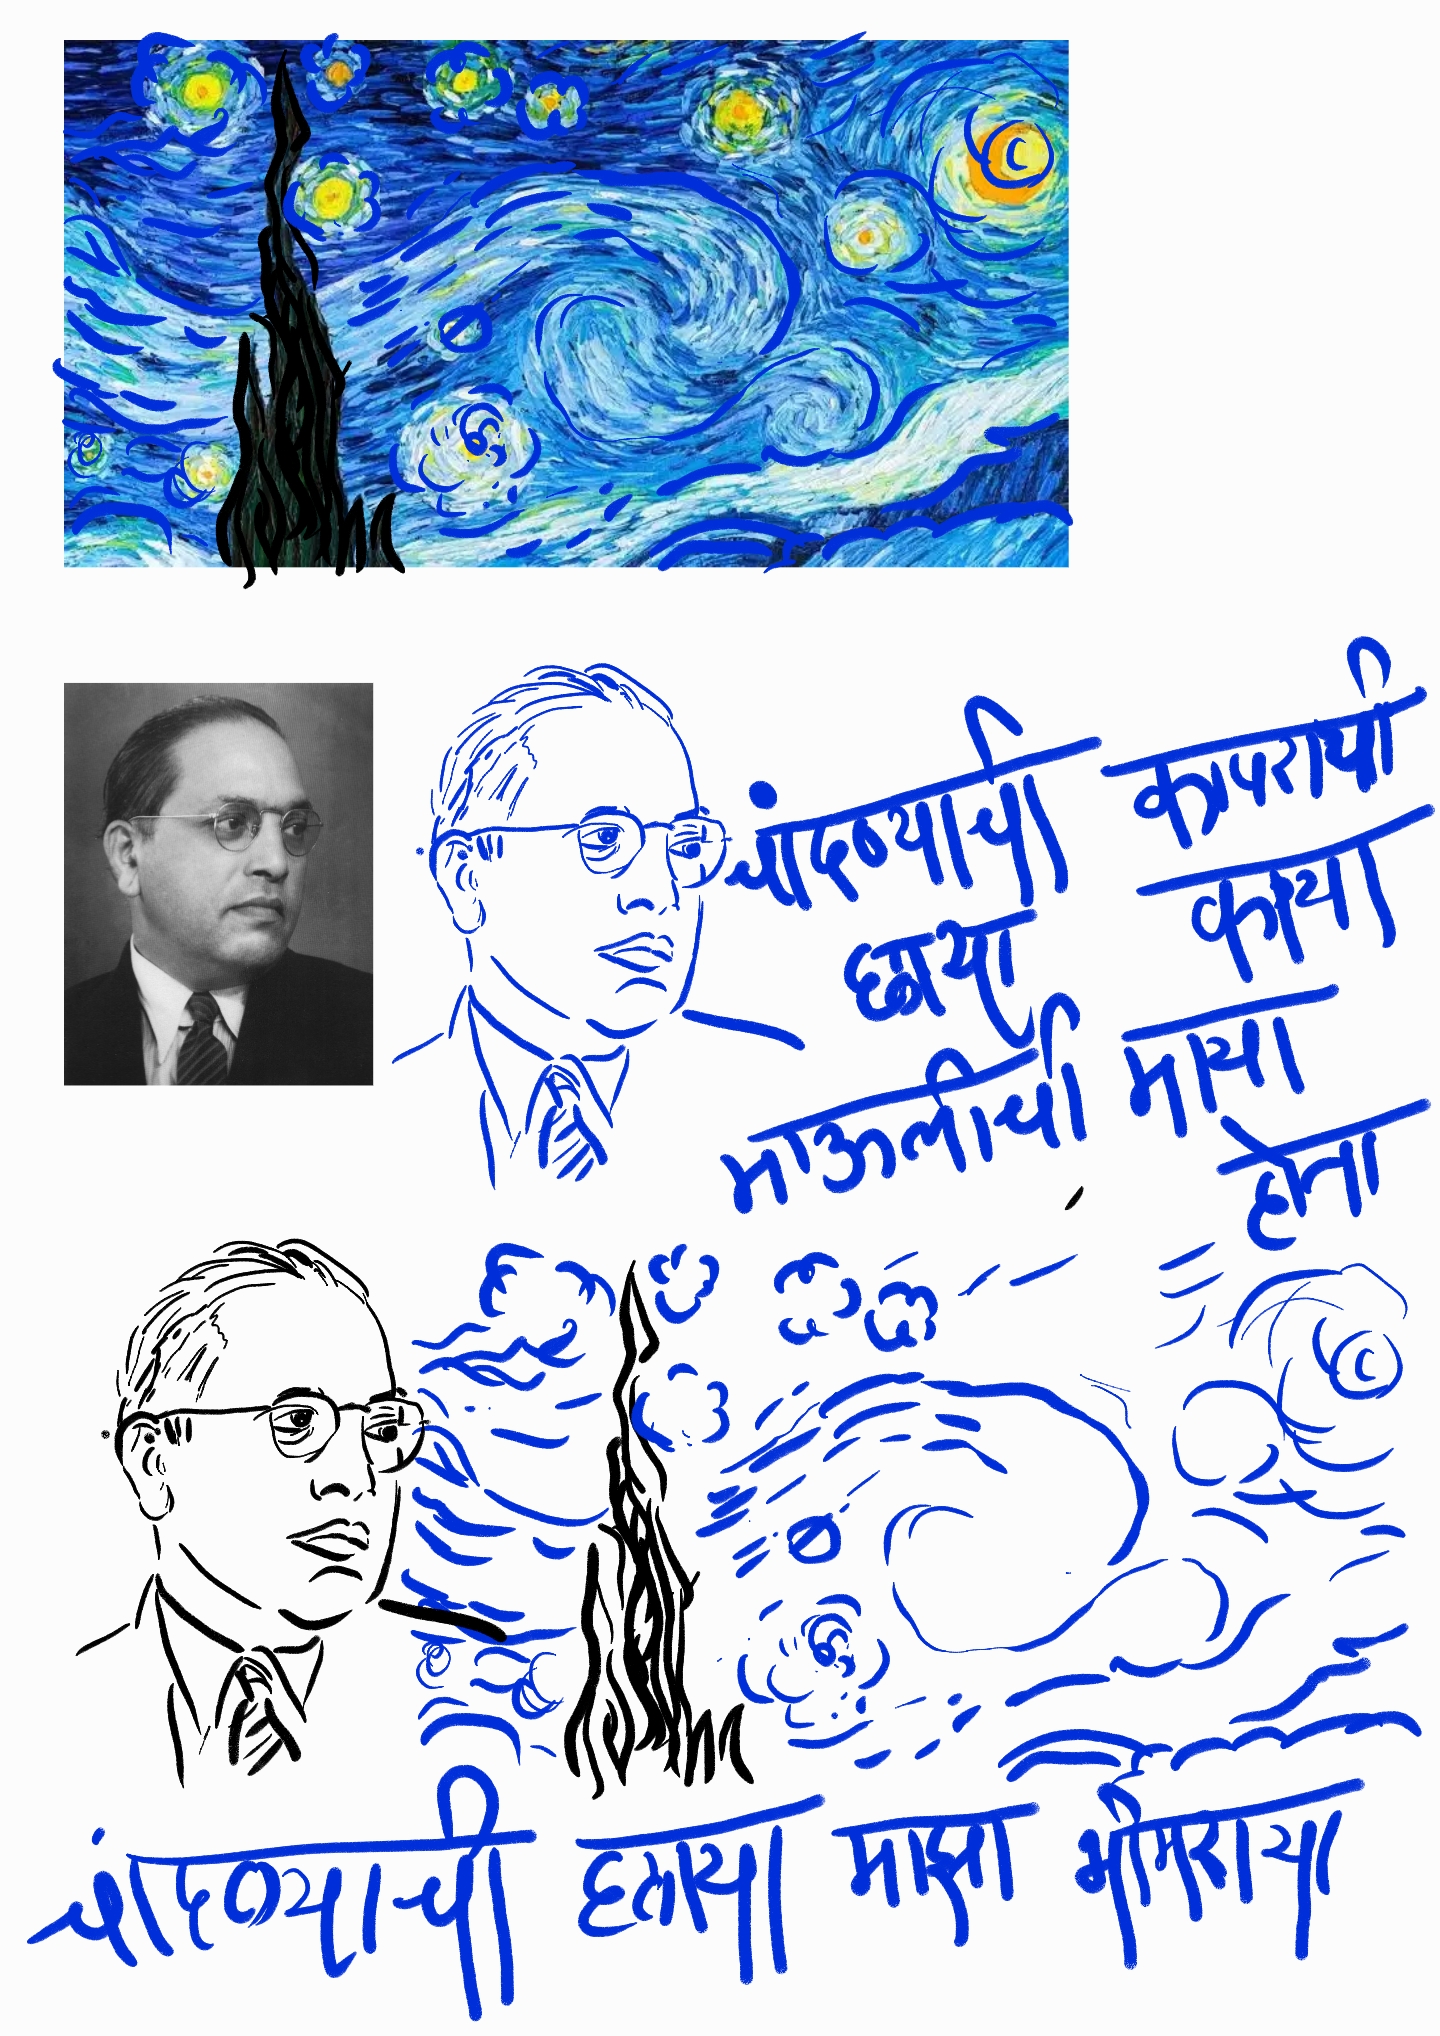 चांदण्याची
कापराची
छाया
काया
माऊलीची माया
होता
चांदण्याची छाया माझा भीमराया